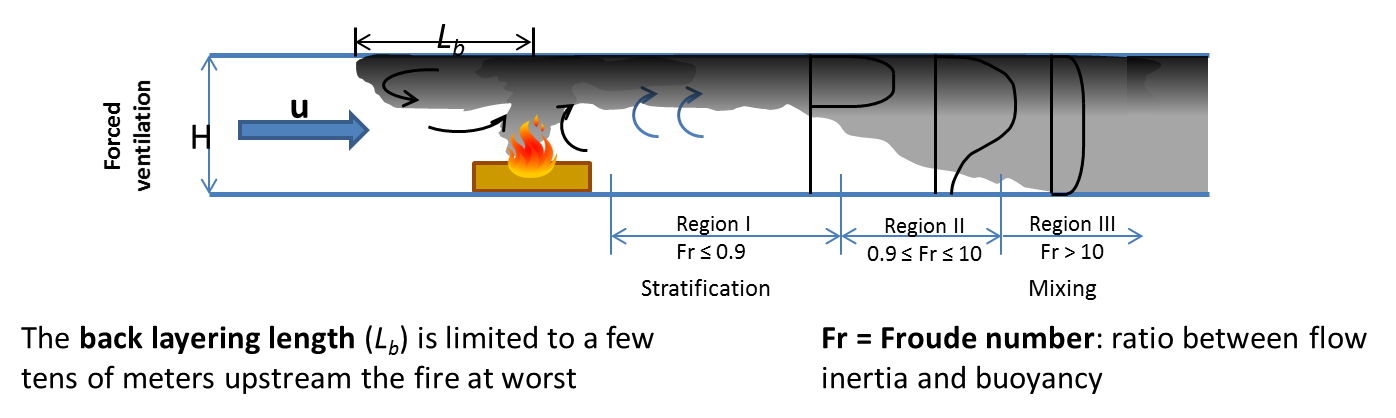 L_b
Forced
ventilation
H
u
Region I
Fr ≤ 0.9
Region II
0.9 ≤ Fr ≤ 10
Region III
Fr > 10
Stratification
Mixing
The back layering length (L_b) is limited to a few
tens of meters upstream the fire at worst
Fr = Froude number: ratio between flow
inertia and buoyancy